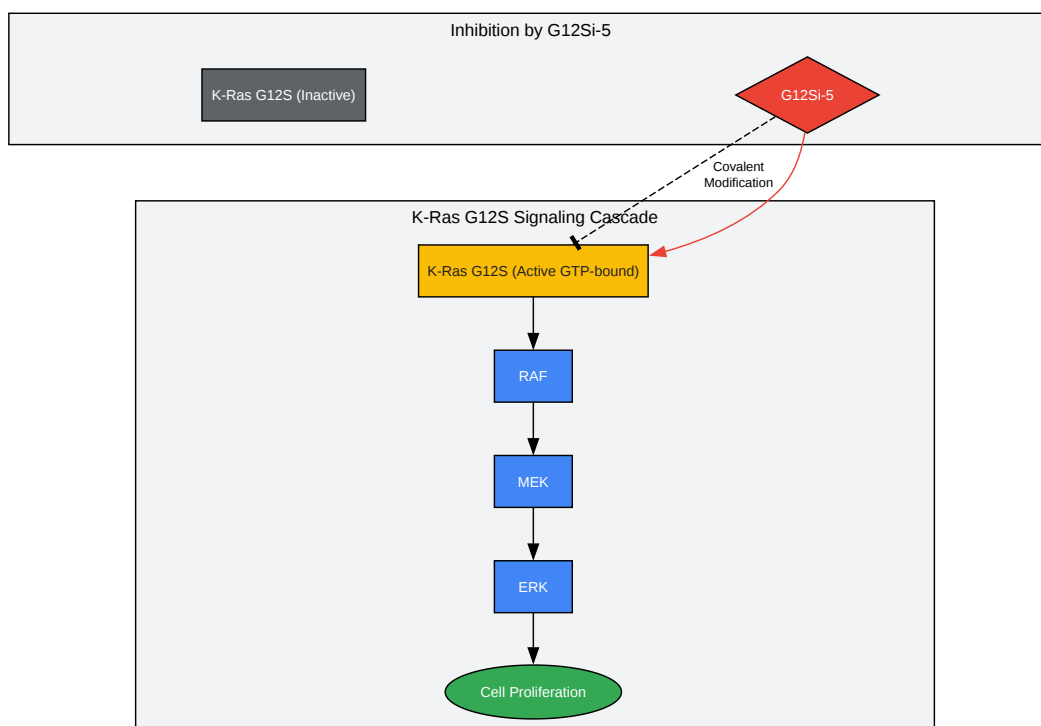 Inhibition by G12Si-5
K-Ras G12S (Inactive)
G12Si-5
Covalent
Modification
K-Ras G12S Signaling Cascade
K-Ras G12S (Active GTP-bound)
RAF
MEK
ERK
Cell Proliferation